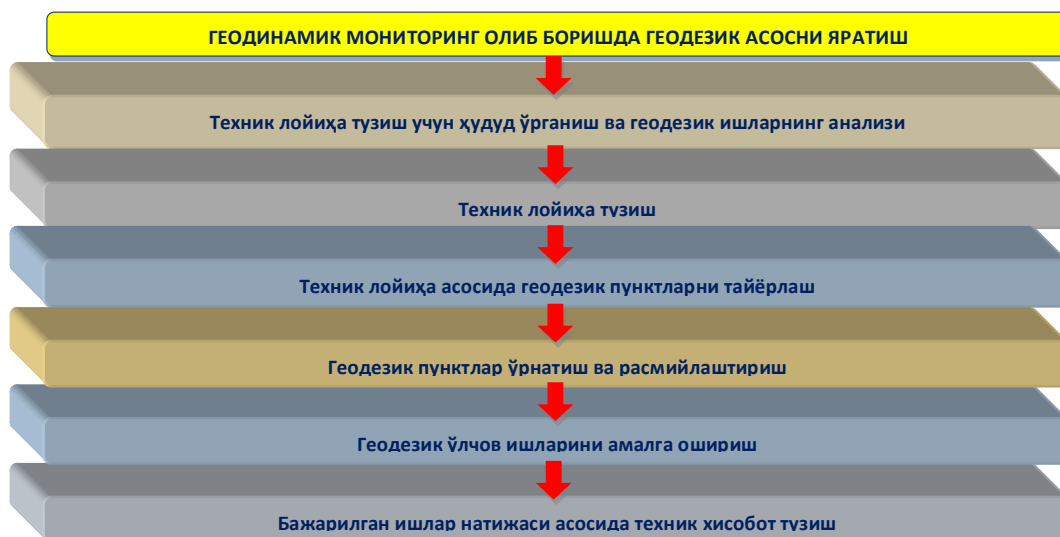 ГЕОДИНАМИК МОНИТОРИНГ ОЛИБ БОРИШДА ГЕОДЕЗИК АСОСНИ ЯРАТИШ
Техник лойиҳа тузиш учун ҳудуд ўрганиш ва геодезик ишларнинг анализи
Техник лойиҳа тузиш
Техник лойиҳа асосида геодезик пунктларни тайёрлаш
Геодезик пунктлар ўрнатиш ва расмийлаштириш
Геодезик ўлчов ишларини амалга ошириш
Бажарилган ишлар натижаси асосида техник хисобот тузиш